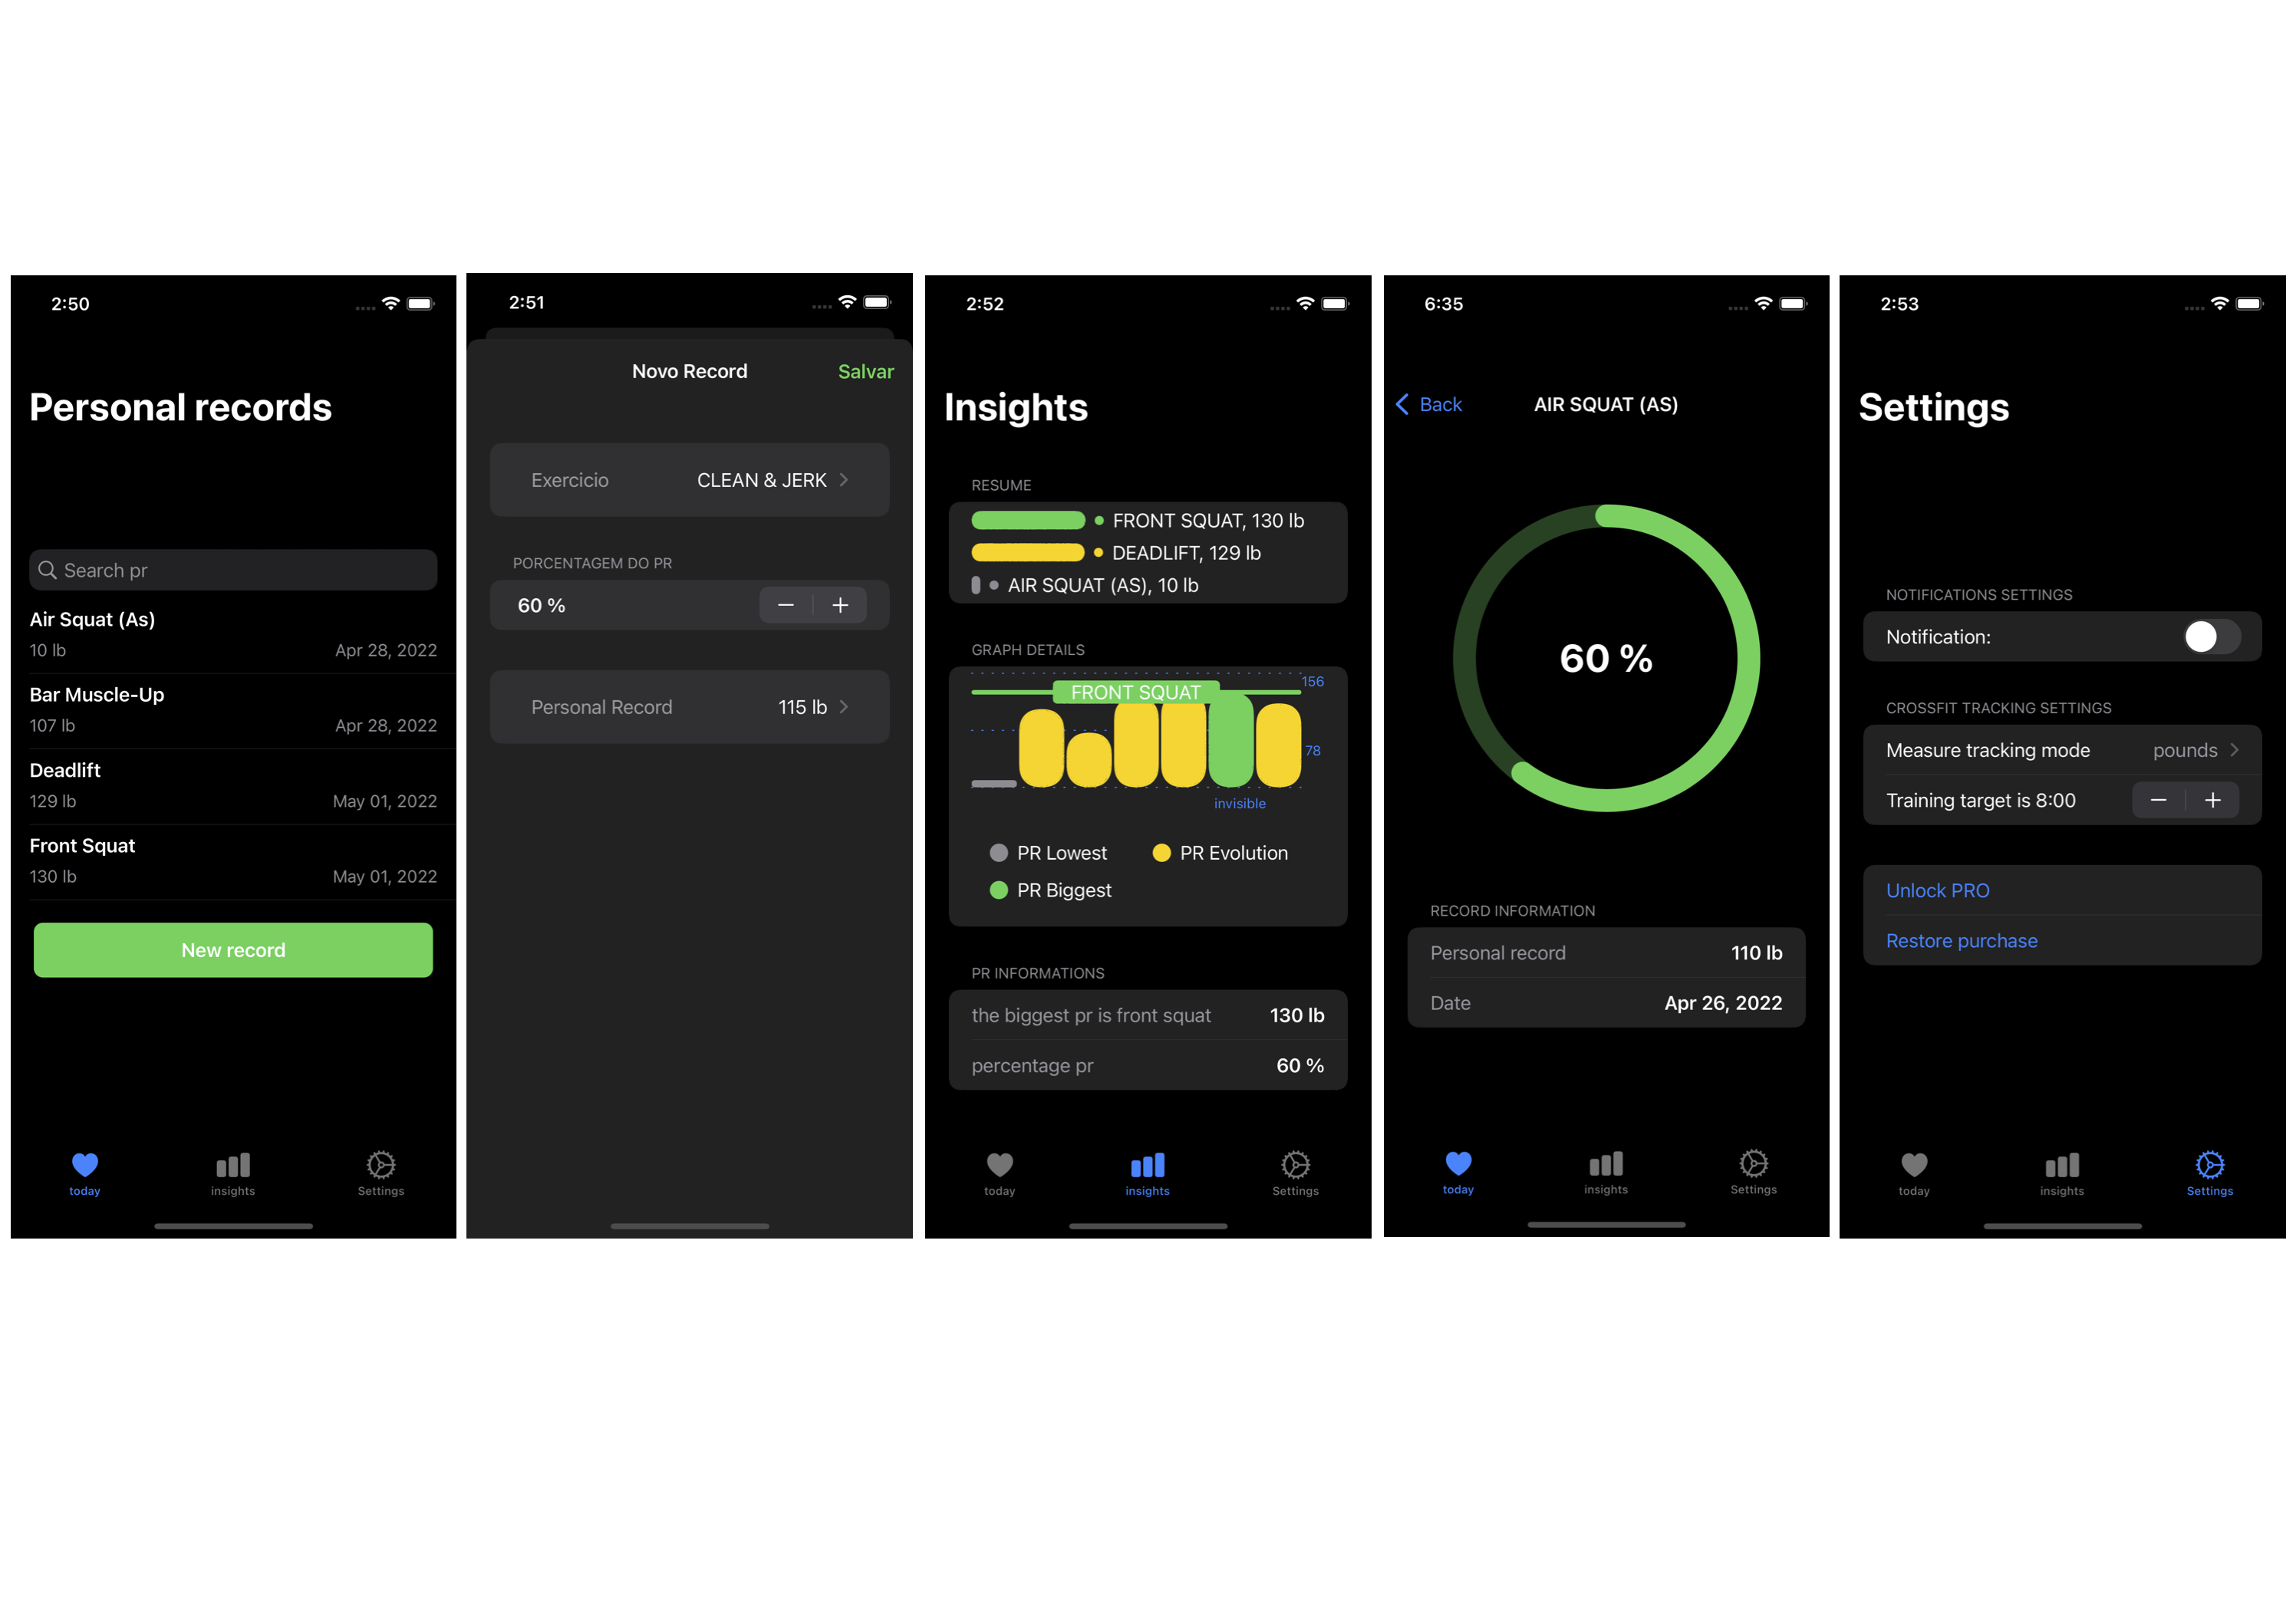 2:50
Personal records
Search pr
Air Squat (As)
10 lb Apr 28, 2022
Bar Muscle-Up
107 lb Apr 28, 2022
Deadlift
129 lb May 01, 2022
Front Squat
130 lb May 01, 2022
New record
today insights Settings
2:51
Novo Record Salvar
Exercicio CLEAN & JERK
PORCENTAGEM DO PR
60 % − +
Personal Record 115 lb
2:52
Insights
RESUME
FRONT SQUAT, 130 lb
DEADLIFT, 129 lb
AIR SQUAT (AS), 10 lb
GRAPH DETAILS
156
FRONT SQUAT
78
invisible
PR Lowest PR Evolution
PR Biggest
PR INFORMATIONS
the biggest pr is front squat 130 lb
percentage pr 60 %
today insights Settings
6:35
Back AIR SQUAT (AS)
60 %
RECORD INFORMATION
Personal record 110 lb
Date Apr 26, 2022
today insights Settings
2:53
Settings
NOTIFICATIONS SETTINGS
Notification:
CROSSFIT TRACKING SETTINGS
Measure tracking mode pounds
Training target is 8:00 − +
Unlock PRO
Restore purchase
today insights Settings